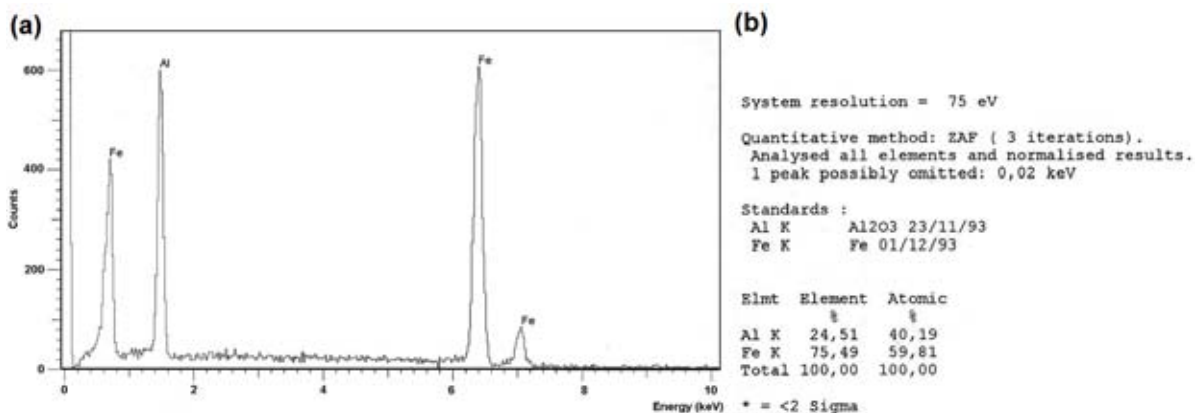 (a)
600
400
200
0
Counts
Fe
Al
Fe
Fe
0
2
4
6
8
10
Energy (keV)
(b)
System resolution = 75 eV
Quantitative method: ZAF ( 3 iterations).
Analysed all elements and normalised results.
1 peak possibly omitted: 0,02 keV
Standards :
Al K Al2O3 23/11/93
Fe K Fe 01/12/93
Elmt Element Atomic
% %
Al K 24,51 40,19
Fe K 75,49 59,81
Total 100,00 100,00
* = <2 Sigma